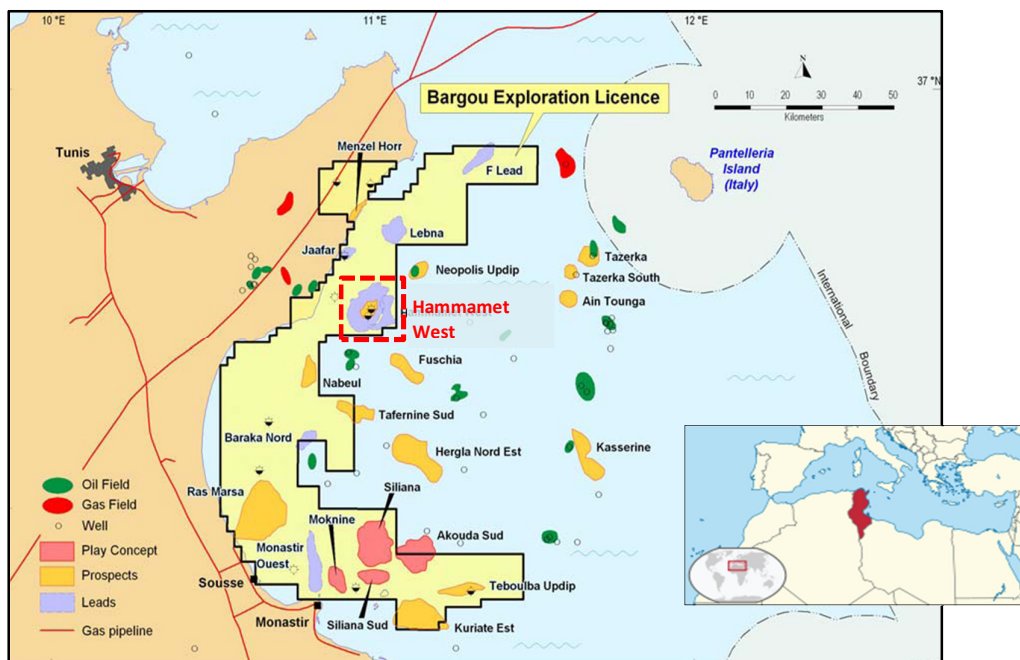 10 °E
11 °E
12 °E
37 °N
0 10 20 30 40 50
Kilometers
Bargou Exploration Licence
Tunis
Menzel Horr
F Lead
Pantelleria
Island
(Italy)
Lebna
Jaafar
Neopolis Updip
Tazerka
Tazerka South
Ain Tounga
Hammamet
West
International
Boundary
Fuschia
Nabeul
Tafernine Sud
Baraka Nord
Hergla Nord Est
Kasserine
Ras Marsa
Siliana
Moknine
Akouda Sud
Monastir
Ouest
Teboulba Updip
Sousse
Monastir
Siliana Sud
Kuriate Est
Oil Field
Gas Field
Well
Play Concept
Prospects
Leads
Gas pipeline